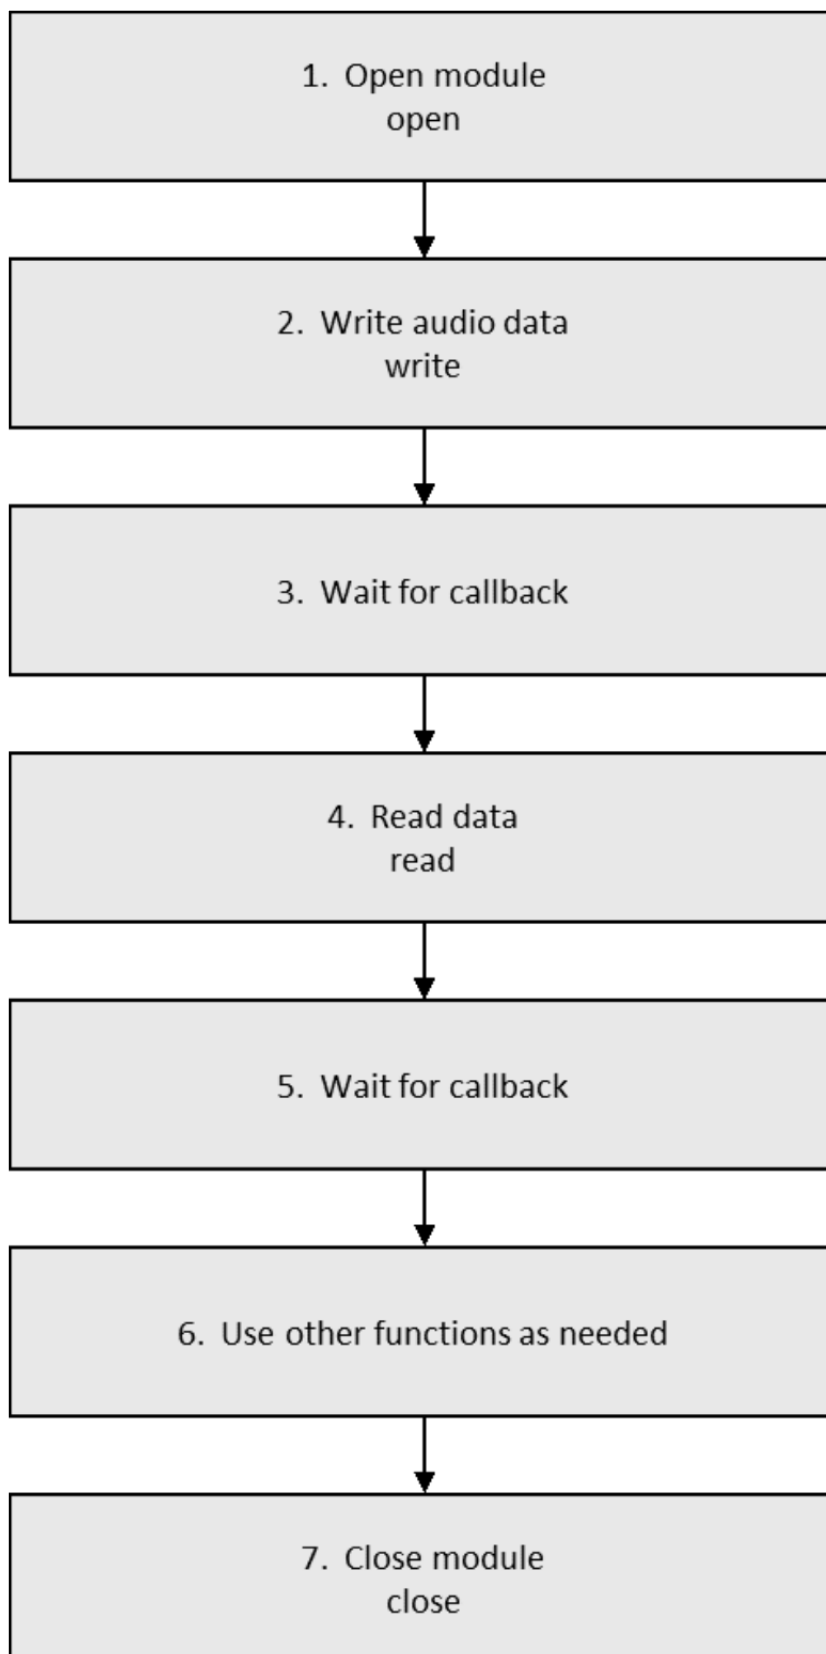 1. Open module
open
2. Write audio data
write
3. Wait for callback
4. Read data
read
5. Wait for callback
6. Use other functions as needed
7. Close module
close